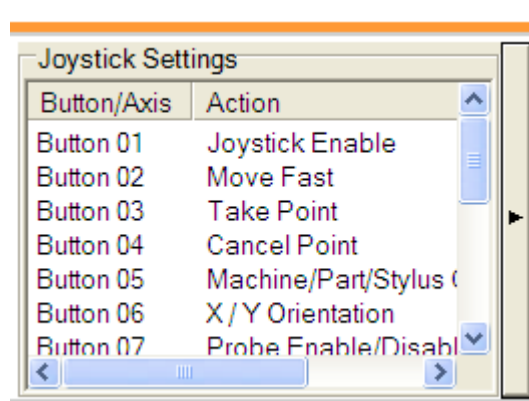 Joystick Settings
Button/Axis Action
Button 01 Joystick Enable
Button 02 Move Fast
Button 03 Take Point
Button 04 Cancel Point
Button 05 Machine/Part/Stylus
Button 06 X / Y Orientation
Button 07 Probe Enable/Disabl